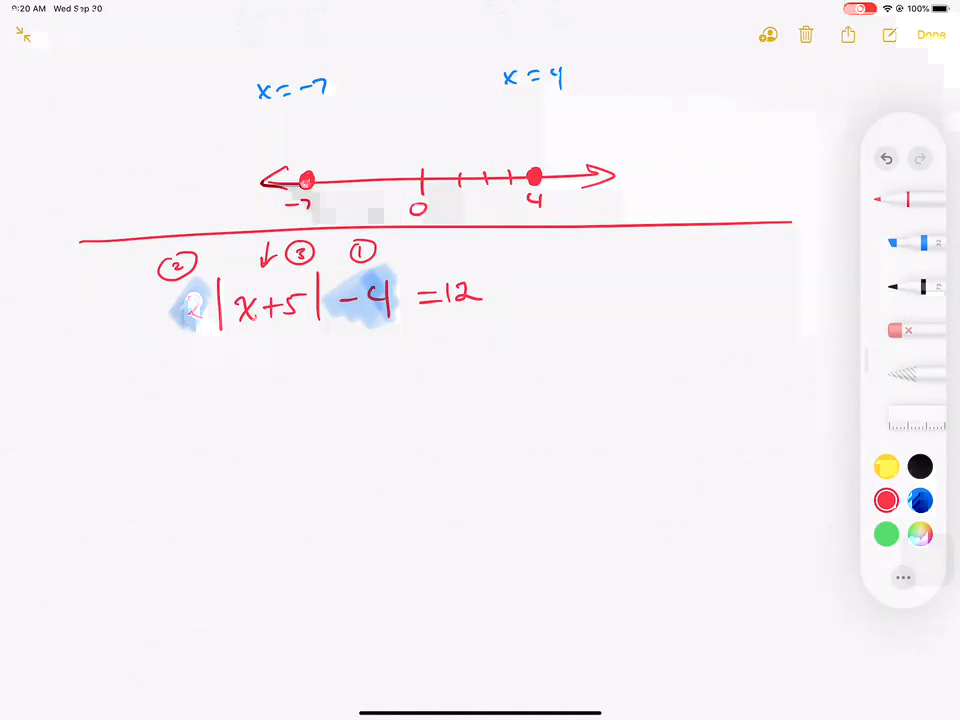 9:20 AM Wed Sep 30
100%
Done
x = -7
x = 4
-7 0 4
2 3 1
2|x+5| -4 = 12